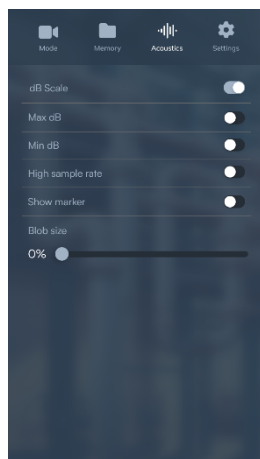 Mode Memory Acoustics Settings
dB Scale
Max dB
Min dB
High sample rate
Show marker
Blob size
0%